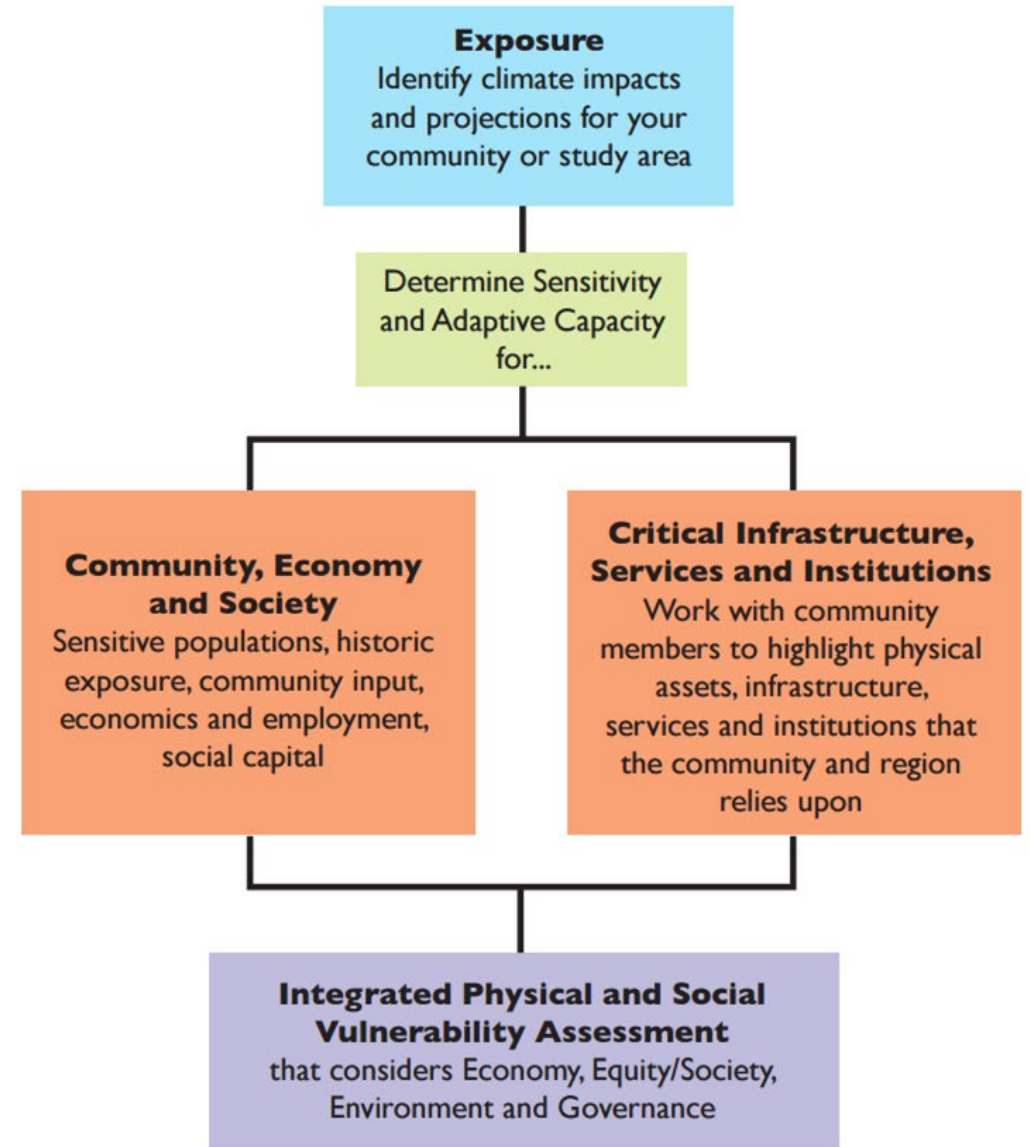 Exposure
Identify climate impacts
and projections for your
community or study area
Determine Sensitivity
and Adaptive Capacity
for...
Community, Economy
and Society
Sensitive populations, historic
exposure, community input,
economics and employment,
social capital
Critical Infrastructure,
Services and Institutions
Work with community
members to highlight physical
assets, infrastructure,
services and institutions that
the community and region
relies upon
Integrated Physical and Social
Vulnerability Assessment
that considers Economy, Equity/Society,
Environment and Governance